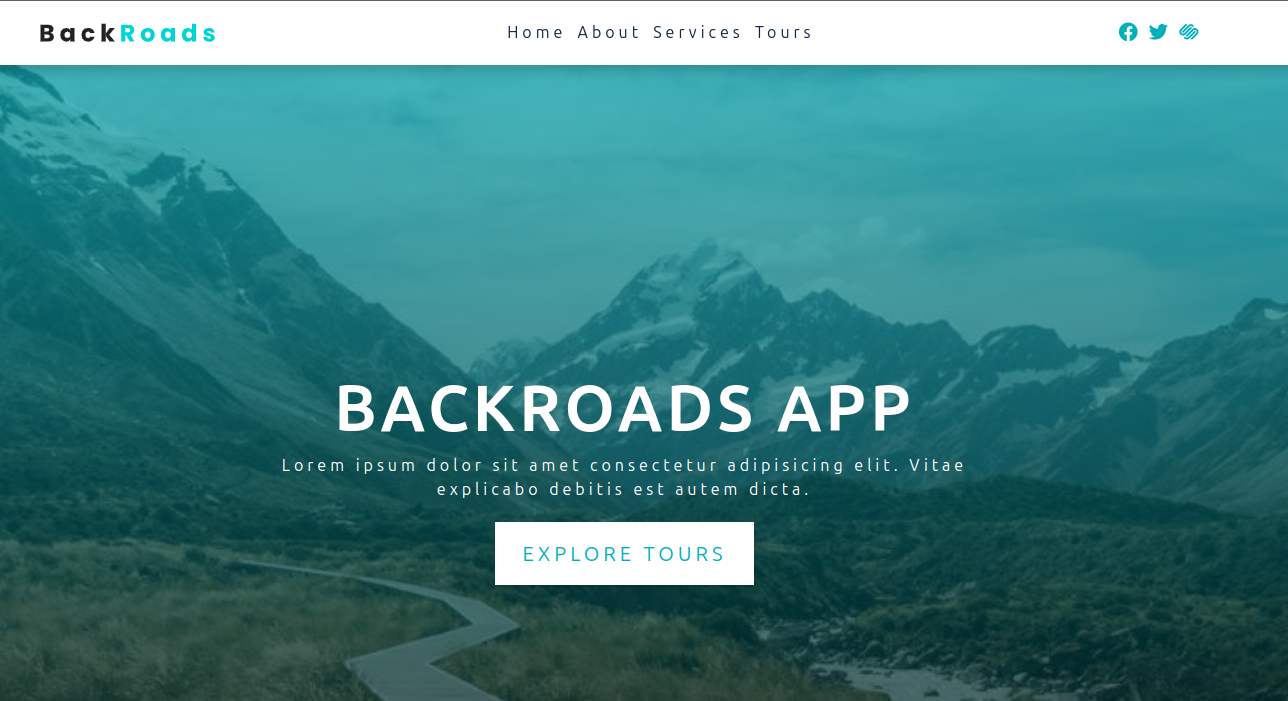 BackRoads
Home About Services Tours
BACKROADS APP
Lorem ipsum dolor sit amet consectetur adipisicing elit. Vitae
explicabo debitis est autem dicta.
EXPLORE TOURS